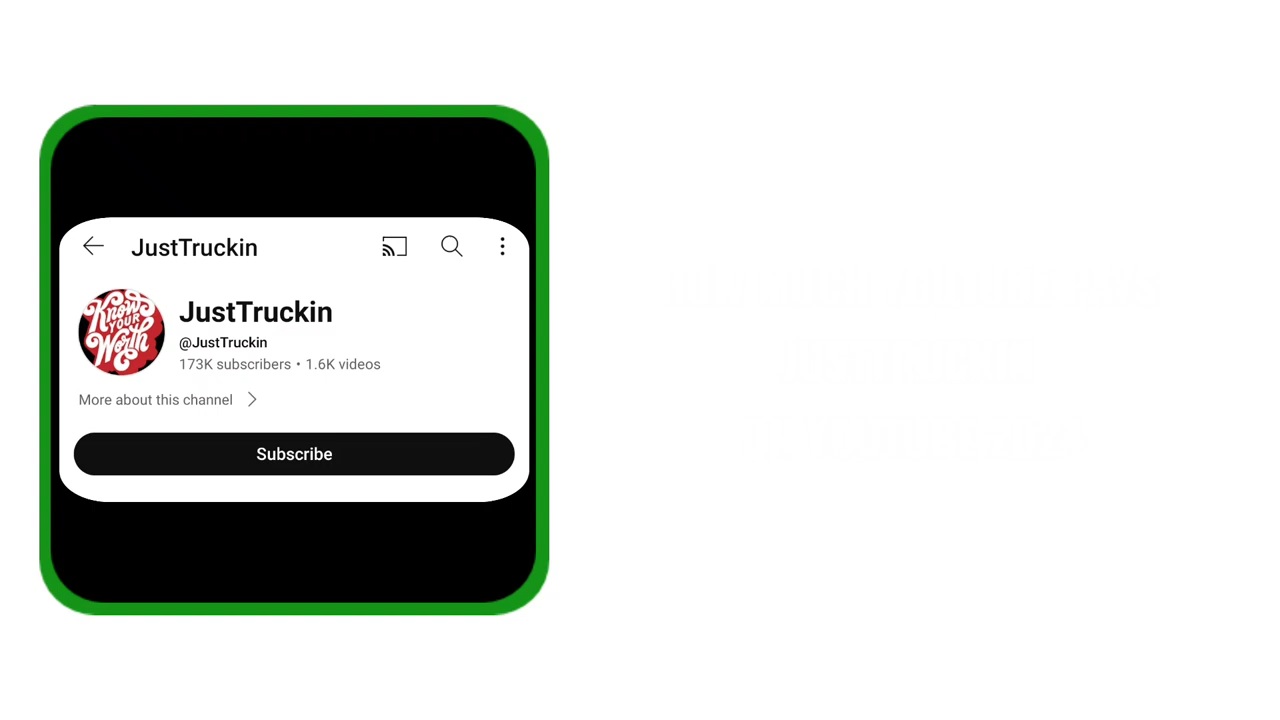 JustTruckin
Know
YOUR
Worth
JustTruckin
@JustTruckin
173K subscribers • 1.6K videos
More about this channel
Subscribe